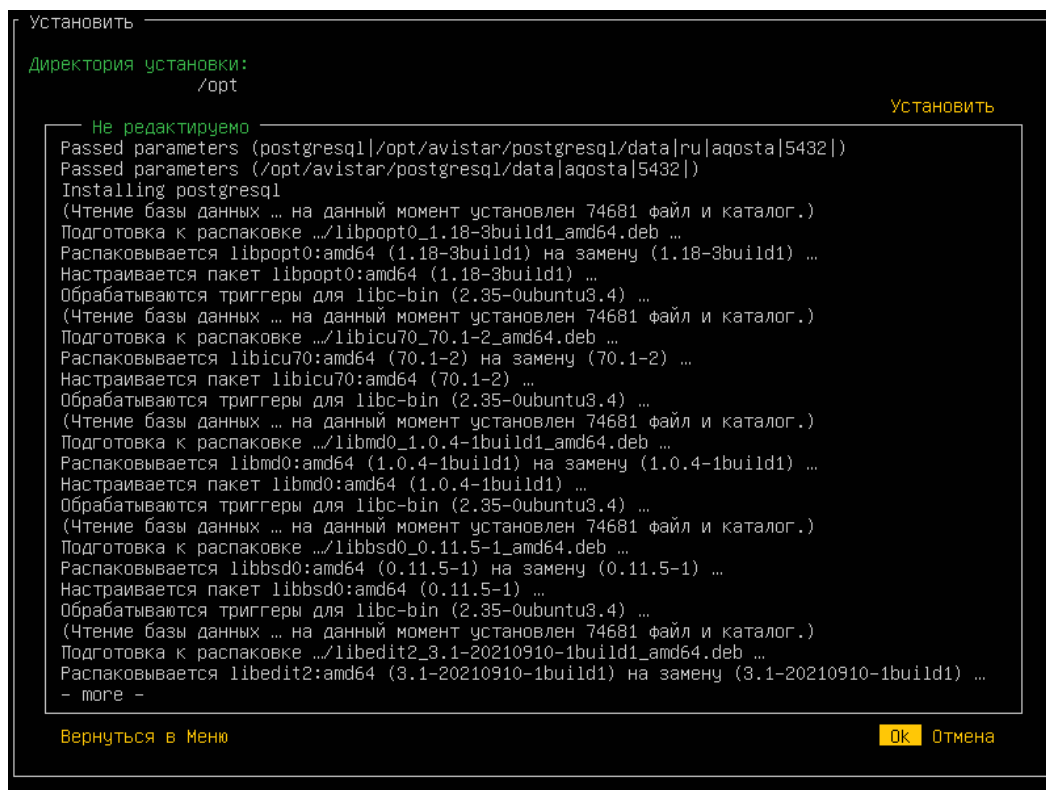 Установить
Директория установки:
/opt
Установить
Не редактируемо
Passed parameters (postgresql|/opt/avistar/postgresql/data|ru|aqosta|5432|)
Passed parameters (/opt/avistar/postgresql/data|aqosta|5432|)
Installing postgresql
(Чтение базы данных … на данный момент установлен 74681 файл и каталог.)
Подготовка к распаковке …/libpopt0_1.18-3build1_amd64.deb …
Распаковывается libpopt0:amd64 (1.18-3build1) на замену (1.18-3build1) …
Настраивается пакет libpopt0:amd64 (1.18-3build1) …
Обрабатываются триггеры для libc-bin (2.35-0ubuntu3.4) …
(Чтение базы данных … на данный момент установлен 74681 файл и каталог.)
Подготовка к распаковке …/libicu70_70.1-2_amd64.deb …
Распаковывается libicu70:amd64 (70.1-2) на замену (70.1-2) …
Настраивается пакет libicu70:amd64 (70.1-2) …
Обрабатываются триггеры для libc-bin (2.35-0ubuntu3.4) …
(Чтение базы данных … на данный момент установлен 74681 файл и каталог.)
Подготовка к распаковке …/libmd0_1.0.4-1build1_amd64.deb …
Распаковывается libmd0:amd64 (1.0.4-1build1) на замену (1.0.4-1build1) …
Настраивается пакет libmd0:amd64 (1.0.4-1build1) …
Обрабатываются триггеры для libc-bin (2.35-0ubuntu3.4) …
(Чтение базы данных … на данный момент установлен 74681 файл и каталог.)
Подготовка к распаковке …/libbsd0_0.11.5-1_amd64.deb …
Распаковывается libbsd0:amd64 (0.11.5-1) на замену (0.11.5-1) …
Настраивается пакет libbsd0:amd64 (0.11.5-1) …
Обрабатываются триггеры для libc-bin (2.35-0ubuntu3.4) …
(Чтение базы данных … на данный момент установлен 74681 файл и каталог.)
Подготовка к распаковке …/libedit2_3.1-20210910-1build1_amd64.deb …
Распаковывается libedit2:amd64 (3.1-20210910-1build1) на замену (3.1-20210910-1build1) …
- more -
Вернуться в Меню
Ok Отмена